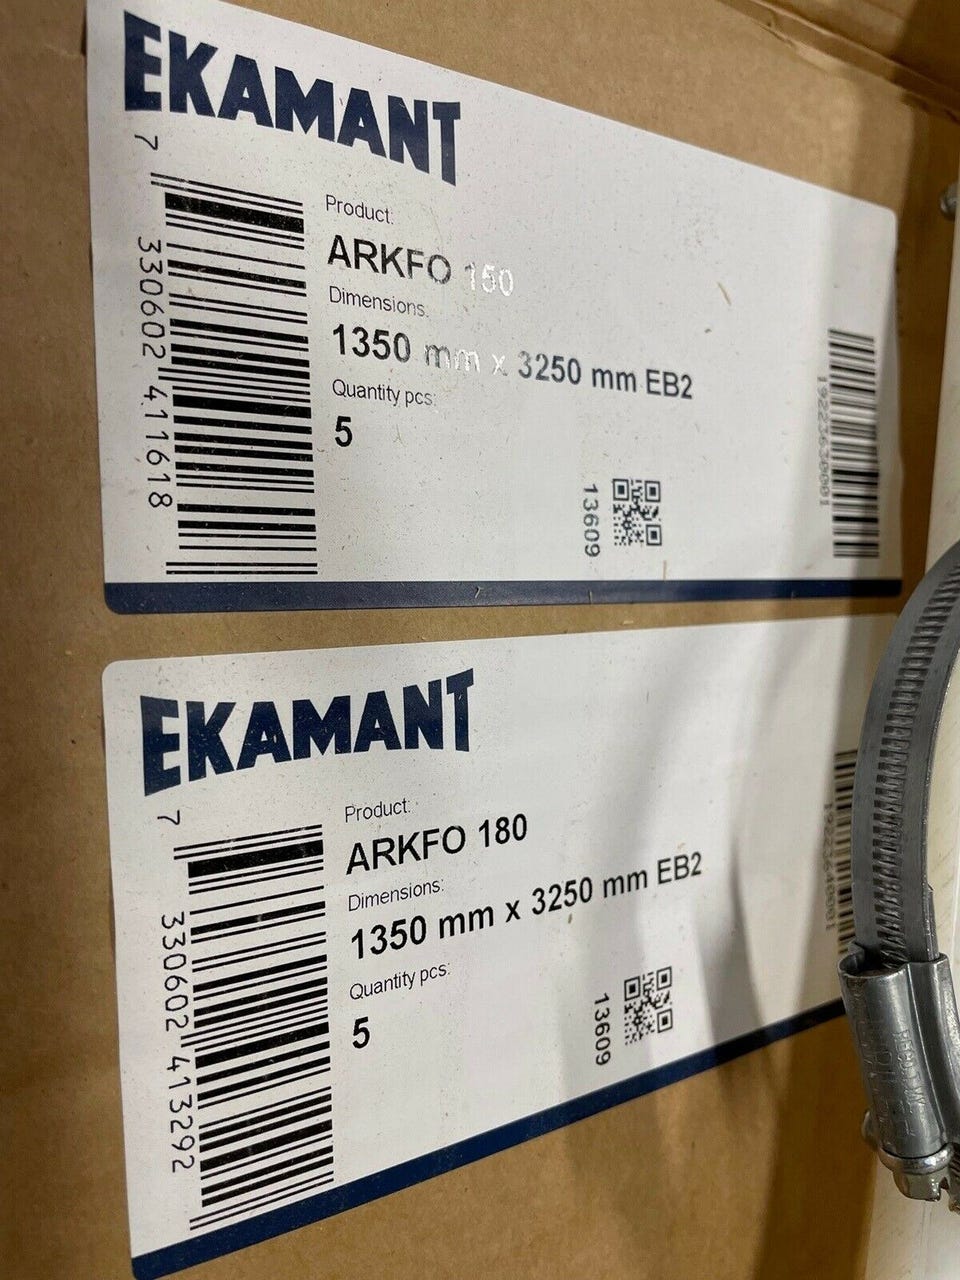 EKAMANT
7 330602 411618
Product:
ARKFO 150
Dimensions:
1350 mm x 3250 mm EB2
Quantity pcs:
5
13609
EKAMANT
7 330602 413292
Product:
ARKFO 180
Dimensions:
1350 mm x 3250 mm EB2
Quantity pcs:
5
13609